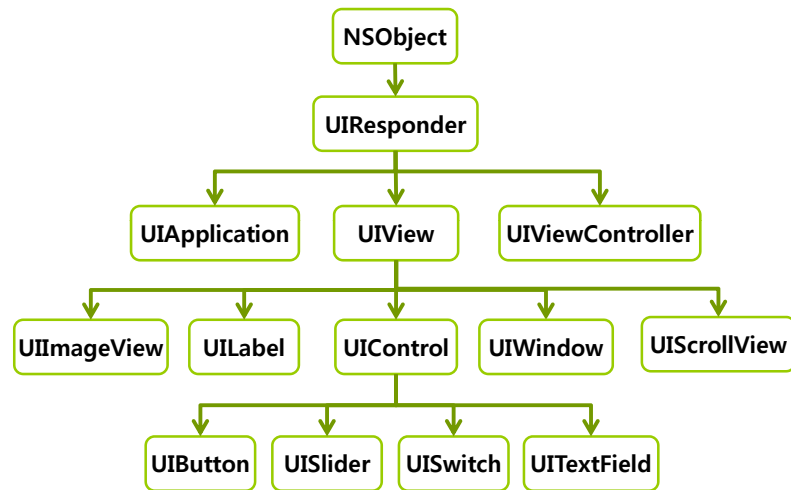 NSObject
UIResponder
UIApplication
UIView
UIViewController
UIImageView
UILabel
UIControl
UIWindow
UIScrollView
UIButton
UISlider
UISwitch
UITextField